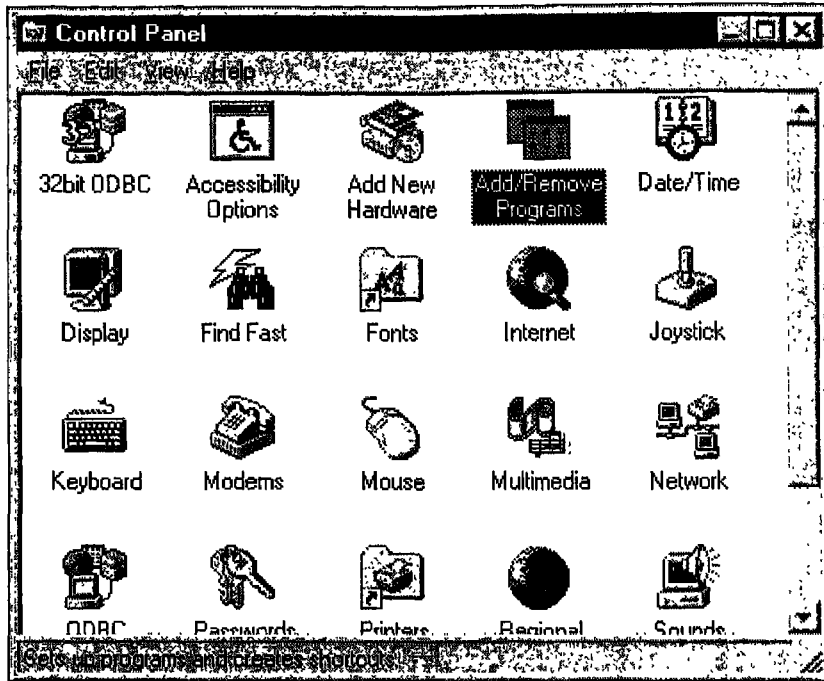 Control Panel
File Edit View Help
32bit ODBC
Accessibility Options
Add New Hardware
Add/Remove Programs
Date/Time
Display
Find Fast
Fonts
Internet
Joystick
Keyboard
Modems
Mouse
Multimedia
Network
ODBC
Passwords
Printers
Regional
Sounds
Sets up programs and creates shortcuts.